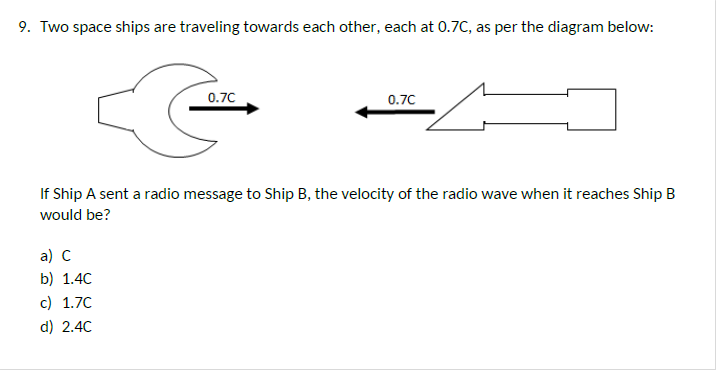 9. Two space ships are traveling towards each other, each at 0.7C, as per the diagram below:
0.7C
0.7C
If Ship A sent a radio message to Ship B, the velocity of the radio wave when it reaches Ship B
would be?
a) C
b) 1.4C
c) 1.7C
d) 2.4C